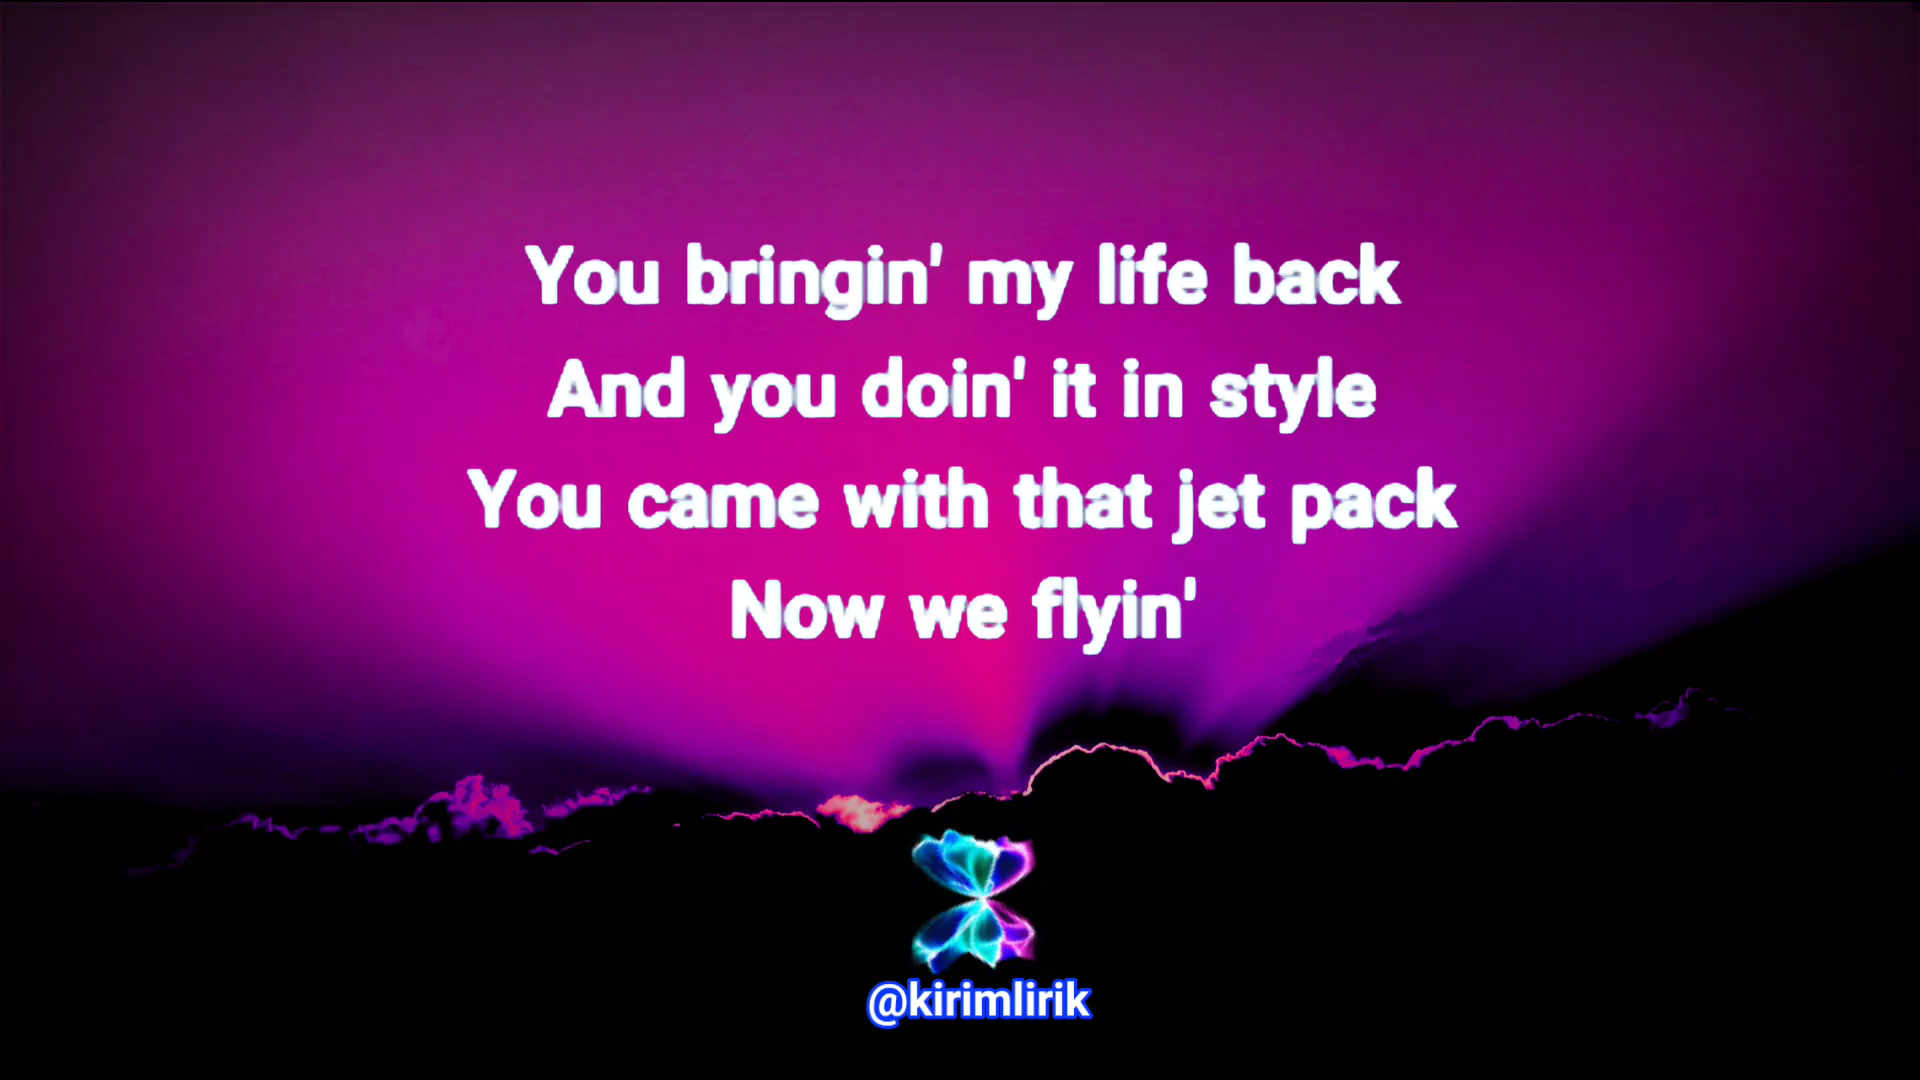 You bringin' my life back
And you doin' it in style
You came with that jet pack
Now we flyin'
@kirimlirik